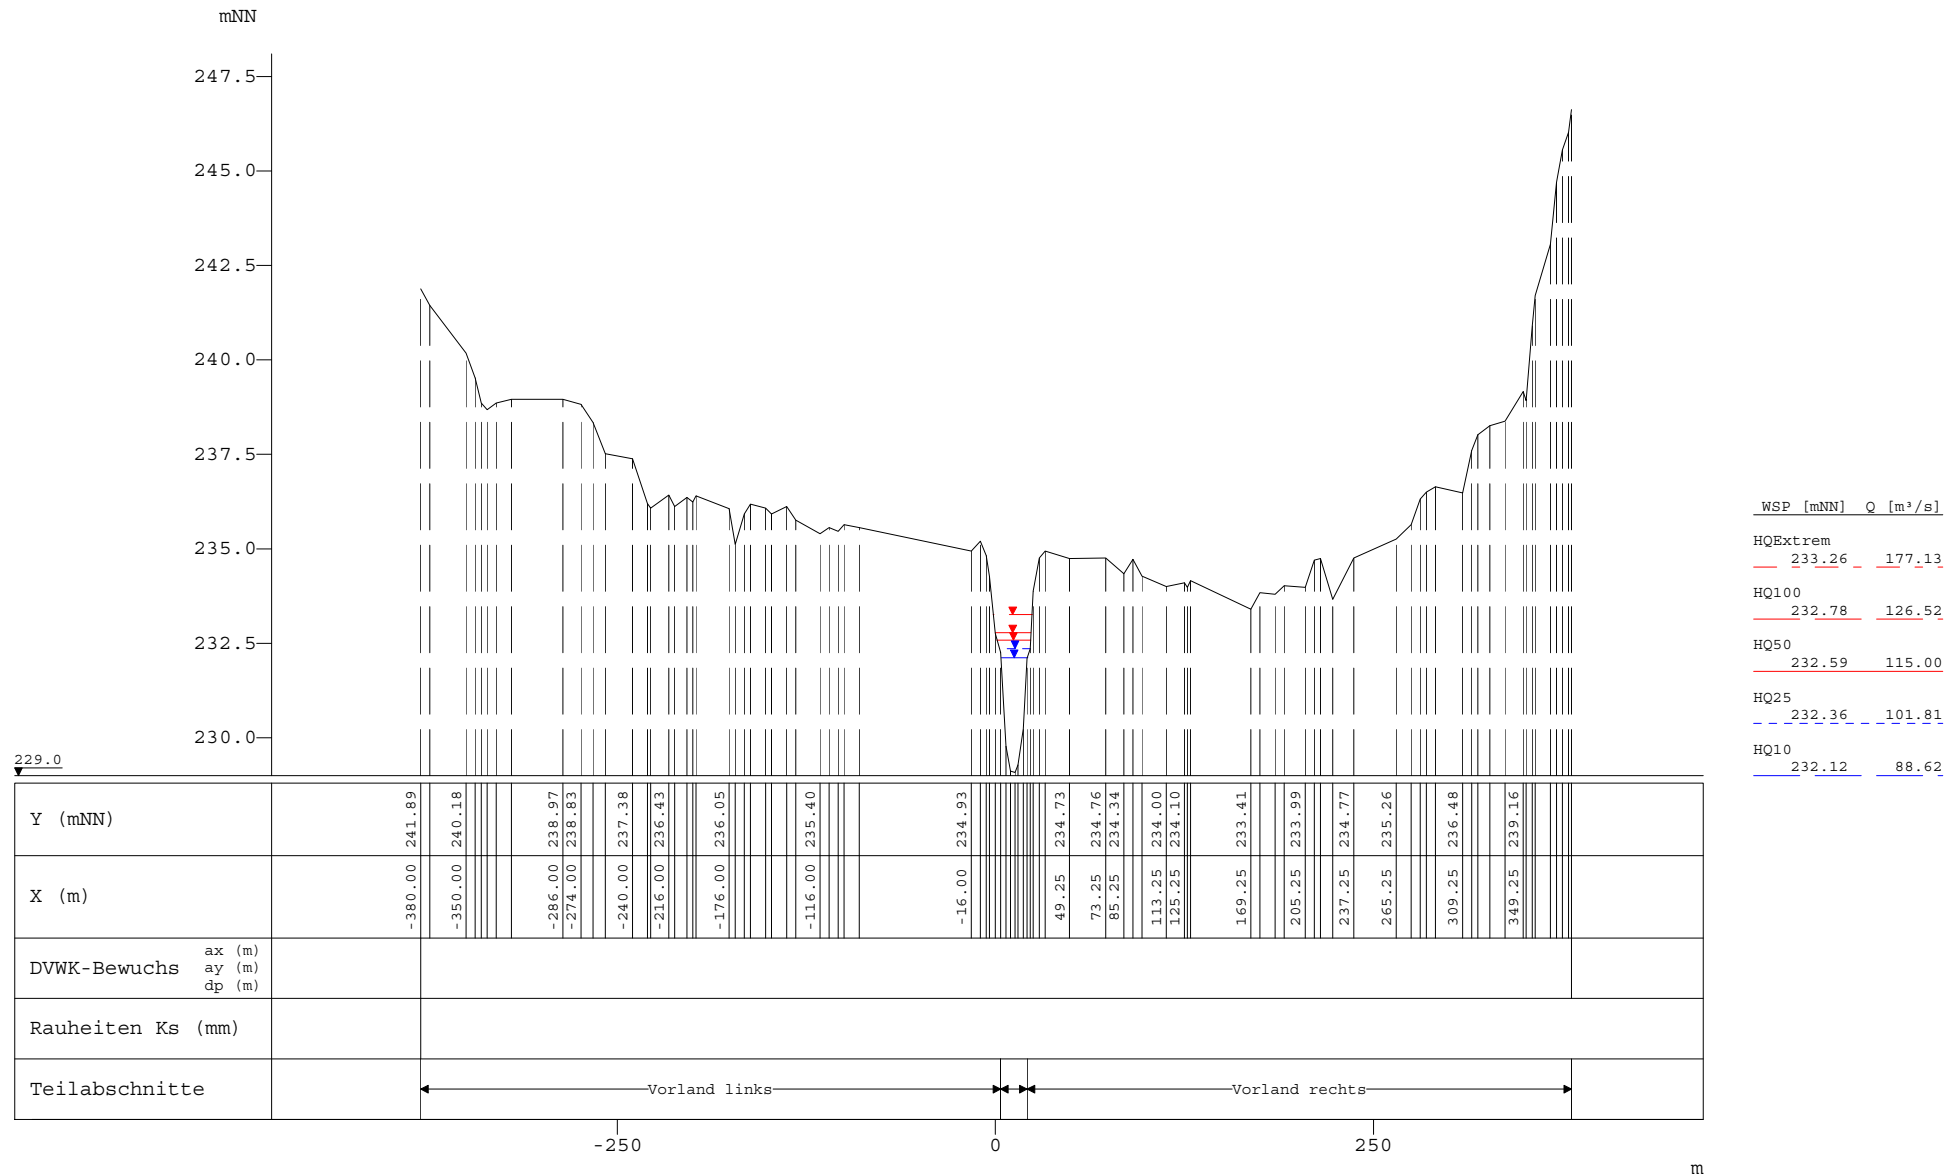 mNN
247.5
245.0
242.5
240.0
237.5
235.0
232.5
230.0
229.0
WSP [mNN] Q [m³/s]
HQExtrem
233.26 177.13
HQ100
232.78 126.52
HQ50
232.59 115.00
HQ25
232.36 101.81
HQ10
232.12 88.62
Y (mNN) 241.89 240.18 238.97 238.83 237.38 236.43 236.05 235.40 234.93 234.73 234.76 234.34 234.00 234.10 233.41 233.99 234.77 235.26 236.48 239.16
X (m) -380.00 -350.00 -286.00 -274.00 -240.00 -216.00 -176.00 -116.00 -16.00 49.25 73.25 85.25 113.25 125.25 169.25 205.25 237.25 265.25 309.25 349.25
DVWK-Bewuchs
ax (m)
ay (m)
dp (m)
Rauheiten Ks (mm)
Teilabschnitte Vorland links Vorland rechts
-250 0 250
m